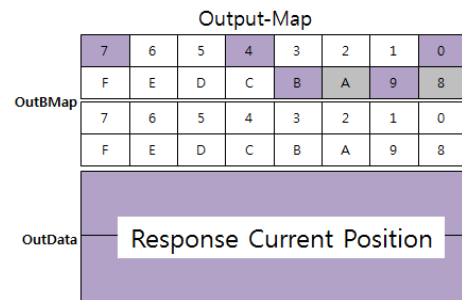 Output-Map
7 6 5 4 3 2 1 0
F E D C B A 9 8
OutBMap
7 6 5 4 3 2 1 0
F E D C B A 9 8
OutData
Response Current Position